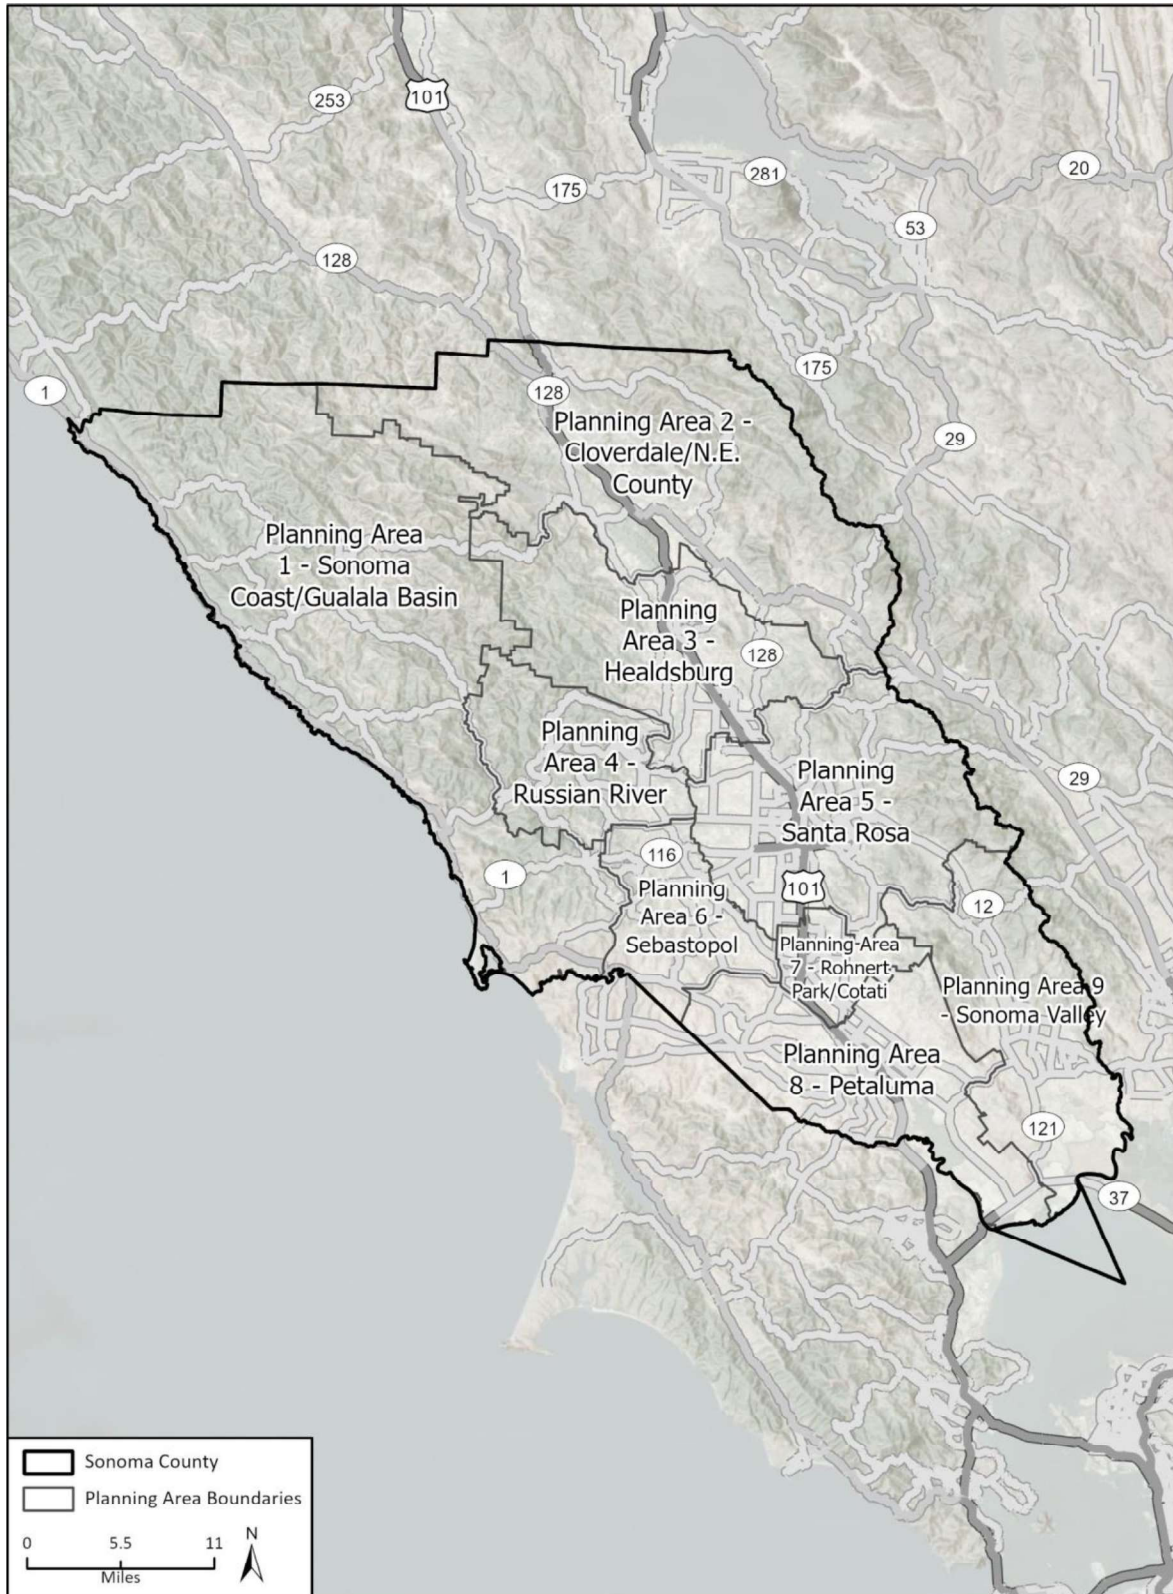 101
253
281
20
175
53
128
1
175
128
29
Planning Area 2 -
Cloverdale/N.E.
County
Planning Area
1 - Sonoma
Coast/Gualala Basin
Planning
Area 3 -
Healdsburg
128
Planning
Area 4 -
Russian River
Planning
Area 5 -
Santa Rosa
29
116
1
101
12
Planning
Area 6 -
Sebastopol
Planning Area
7 - Rohnert
Park/Cotati
Planning Area 9
- Sonoma Valley
Planning Area
8 - Petaluma
121
37
Sonoma County
Planning Area Boundaries
0 5.5 11
Miles
N